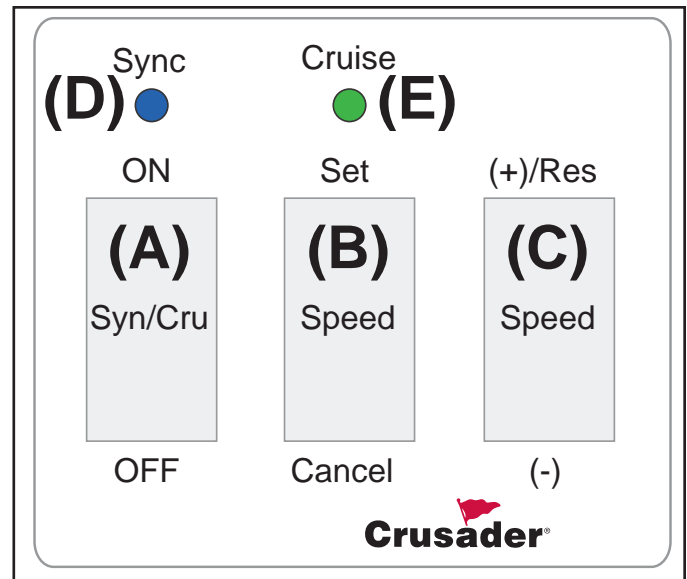 Sync Cruise
(D) (E)
ON Set (+)/Res
(A) (B) (C)
Syn/Cru Speed Speed
OFF Cancel (-)
Crusader®